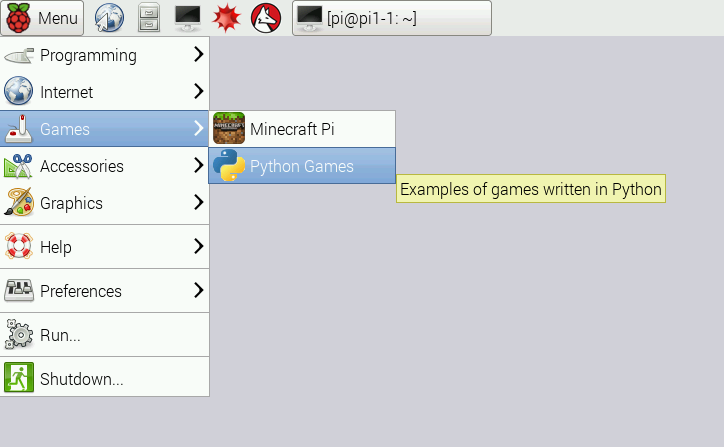 Menu
[pi@pi1-1: ~]
Programming
Internet
Games
Minecraft Pi
Accessories
Python Games
Examples of games written in Python
Graphics
Help
Preferences
Run...
Shutdown...